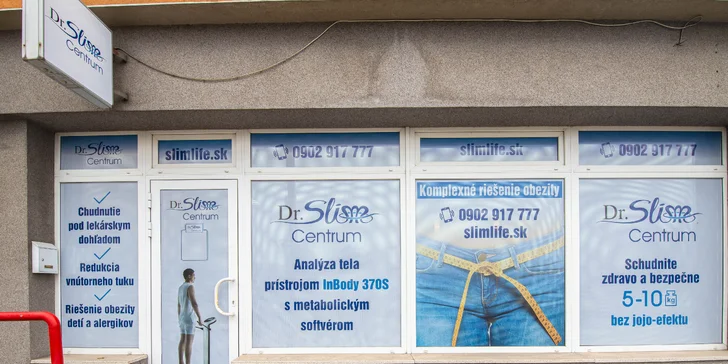 Dr.Slim
Centrum
Dr.Slim
Centrum
slimlife.sk
0902 917 777
slimlife.sk
0902 917 777
Chudnutie
pod lekárskym
dohľadom
Redukcia
vnútorneho tuku
Riešenie obezity
detí a alergikov
Dr.Slim
Centrum
Dr.Slim
Centrum
Analýza tela
prístrojom InBody 370S
s metabolickým
softvérom
Komplexné riešenie obezity
0902 917 777
slimlife.sk
Dr.Slim
Centrum
Schudnite
zdravo a bezpečne
5-10 kg
bez jojo-efektu